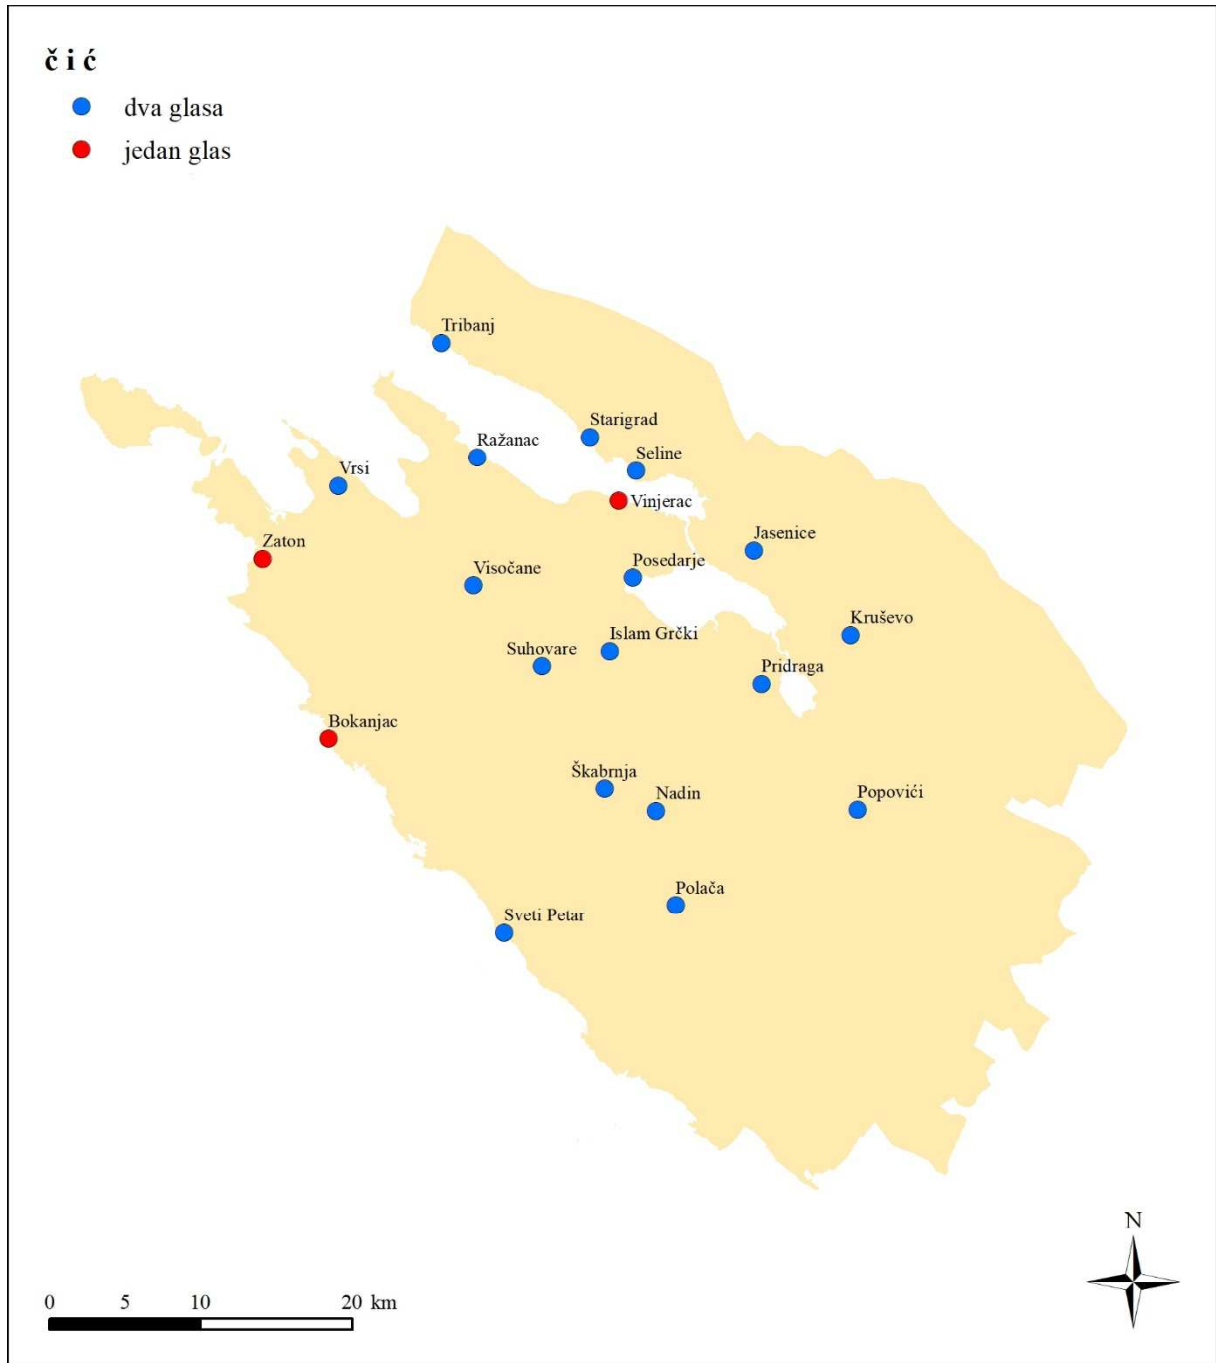 č i ć
dva glasa
jedan glas
Tribanj
Starigrad
Ražanac
Seline
Vrsi
Vinjerac
Zaton
Jasenice
Visočane
Posedarje
Kruševo
Islam Grčki
Suhovare
Pridraga
Bokanjac
Škabrnja
Nadin
Popovići
Polača
Sveti Petar
N
0 5 10 20 km